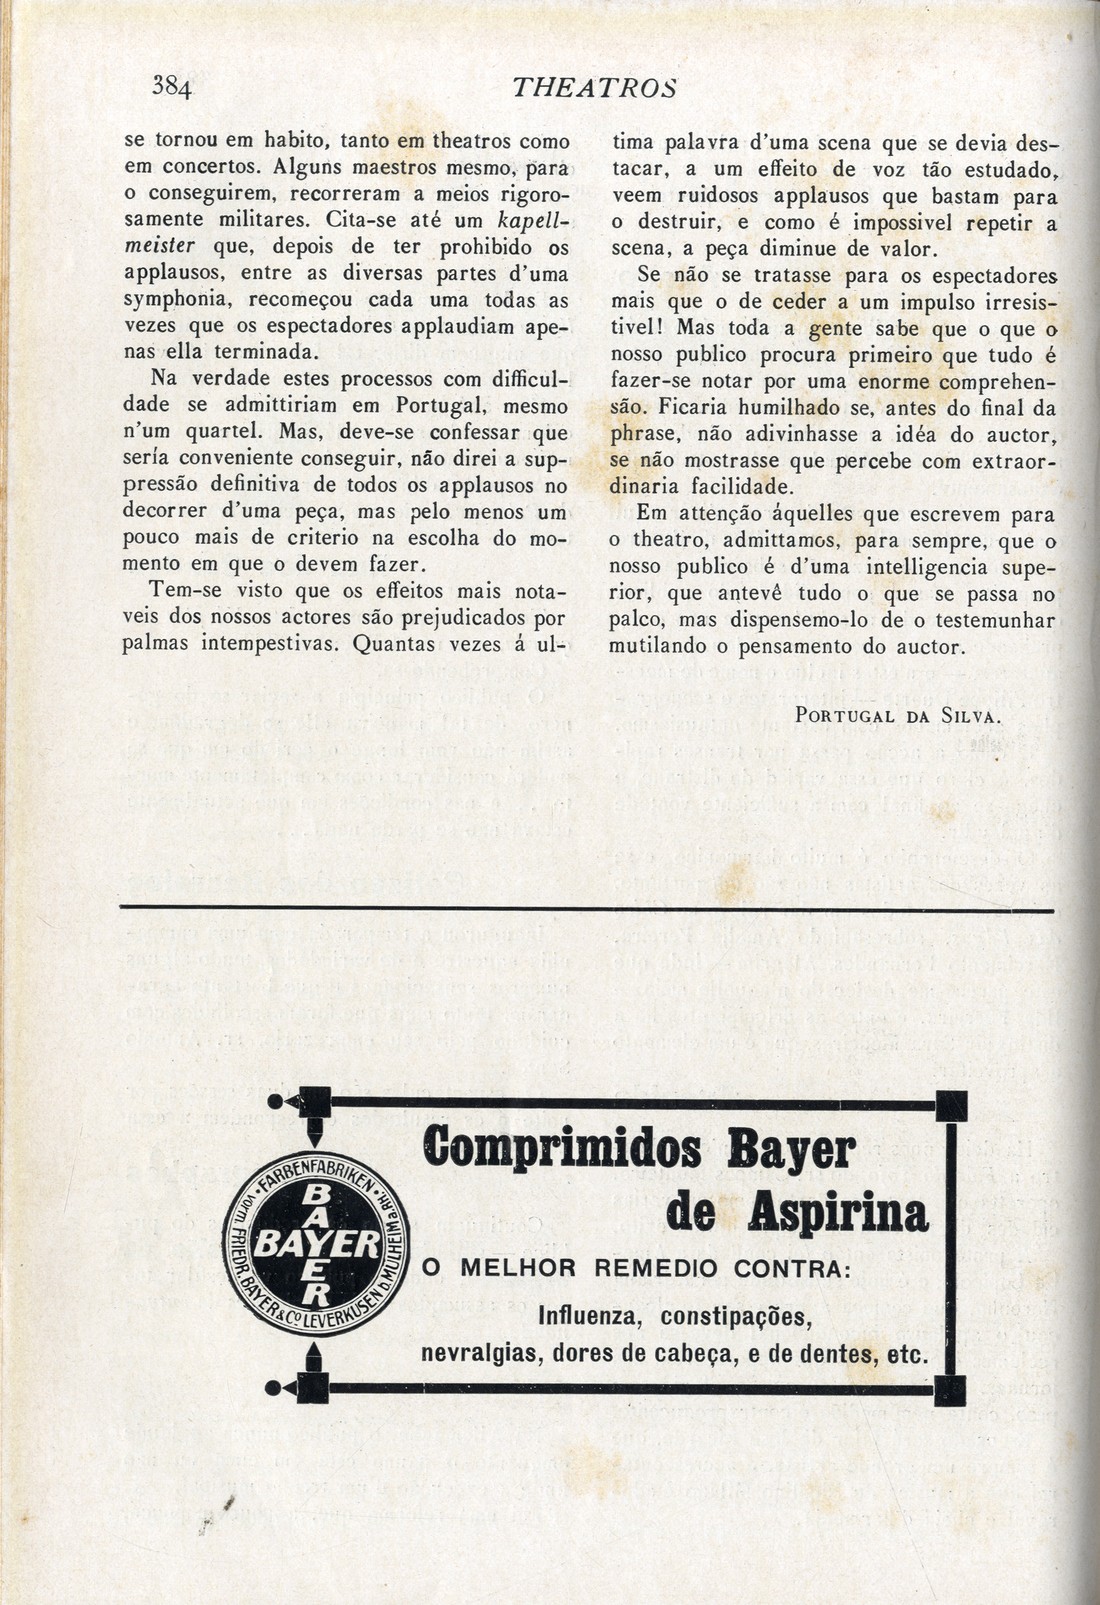 384
THEATROS
se tornou em habito, tanto em theatros como
em concertos. Alguns maestros mesmo, para
o conseguirem, recorreram a meios rigoro-
samente militares. Cita-se até um kapell-
meister que, depois de ter prohibido os
applausos, entre as diversas partes d'uma
symphonia, recomeçou cada uma todas as
vezes que os espectadores applaudiam ape-
nas ella terminada.
Na verdade estes processos com difficul-
dade se admittiriam em Portugal, mesmo
n'um quartel. Mas, deve-se confessar que
sería conveniente conseguir, não direi a sup-
pressão definitiva de todos os applausos no
decorrer d'uma peça, mas pelo menos um
pouco mais de criterio na escolha do mo-
mento em que o devem fazer.
Tem-se visto que os effeitos mais nota-
veis dos nossos actores são prejudicados por
palmas intempestivas. Quantas vezes á ul-
tima palavra d'uma scena que se devia des-
tacar, a um effeito de voz tão estudado,
veem ruidosos applausos que bastam para
o destruir, e como é impossivel repetir a
scena, a peça diminue de valor.
Se não se tratasse para os espectadores
mais que o de ceder a um impulso irresis-
tivel! Mas toda a gente sabe que o que o
nosso publico procura primeiro que tudo é
fazer-se notar por uma enorme comprehen-
são. Ficaria humilhado se, antes do final da
phrase, não adivinhasse a idéa do auctor,
se não mostrasse que percebe com extraor-
dinaria facilidade.
Em attenção áquelles que escrevem para
o theatro, admittamos, para sempre, que o
nosso publico é d'uma intelligencia supe-
rior, que antevê tudo o que se passa no
palco, mas dispensemo-lo de o testemunhar
mutilando o pensamento do auctor.
PORTUGAL DA SILVA.
FARBENFABRIKEN
vorm. FRIEDR. BAYER & Cº LEVERKUSEN b. MULHEIM a. RH.
BAYER
BAYER
Comprimidos Bayer
de Aspirina
O MELHOR REMEDIO CONTRA:
Influenza, constipações,
nevralgias, dores de cabeça, e de dentes, etc.